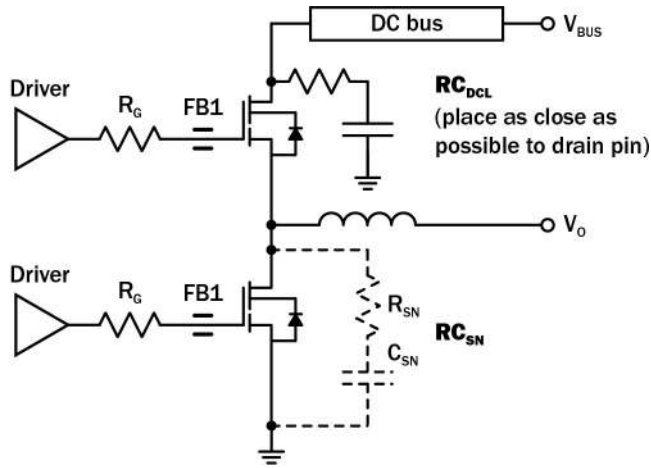 DC bus
V_BUS
Driver
R_G
FB1
RC_DCL
(place as close as
possible to drain pin)
V_O
Driver
R_G
FB1
R_SN
RC_SN
C_SN